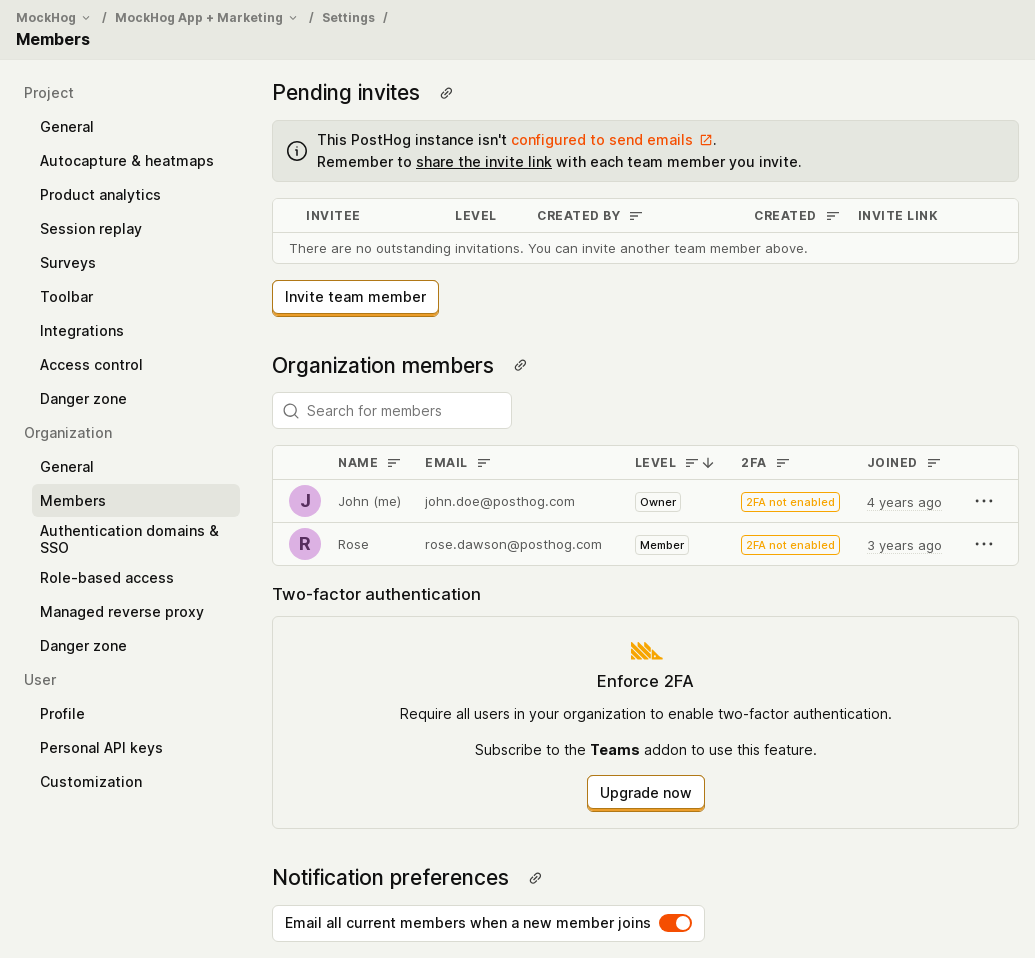 MockHog / MockHog App + Marketing / Settings /
Members
Project
General
Autocapture & heatmaps
Product analytics
Session replay
Surveys
Toolbar
Integrations
Access control
Danger zone
Organization
General
Members
Authentication domains &
SSO
Role-based access
Managed reverse proxy
Danger zone
User
Profile
Personal API keys
Customization
Pending invites
This PostHog instance isn't configured to send emails.
Remember to share the invite link with each team member you invite.
INVITEE LEVEL CREATED BY CREATED INVITE LINK
There are no outstanding invitations. You can invite another team member above.
Invite team member
Organization members
Search for members
NAME EMAIL LEVEL 2FA JOINED
J John (me) john.doe@posthog.com Owner 2FA not enabled 4 years ago
R Rose rose.dawson@posthog.com Member 2FA not enabled 3 years ago
Two-factor authentication
Enforce 2FA
Require all users in your organization to enable two-factor authentication.
Subscribe to the Teams addon to use this feature.
Upgrade now
Notification preferences
Email all current members when a new member joins